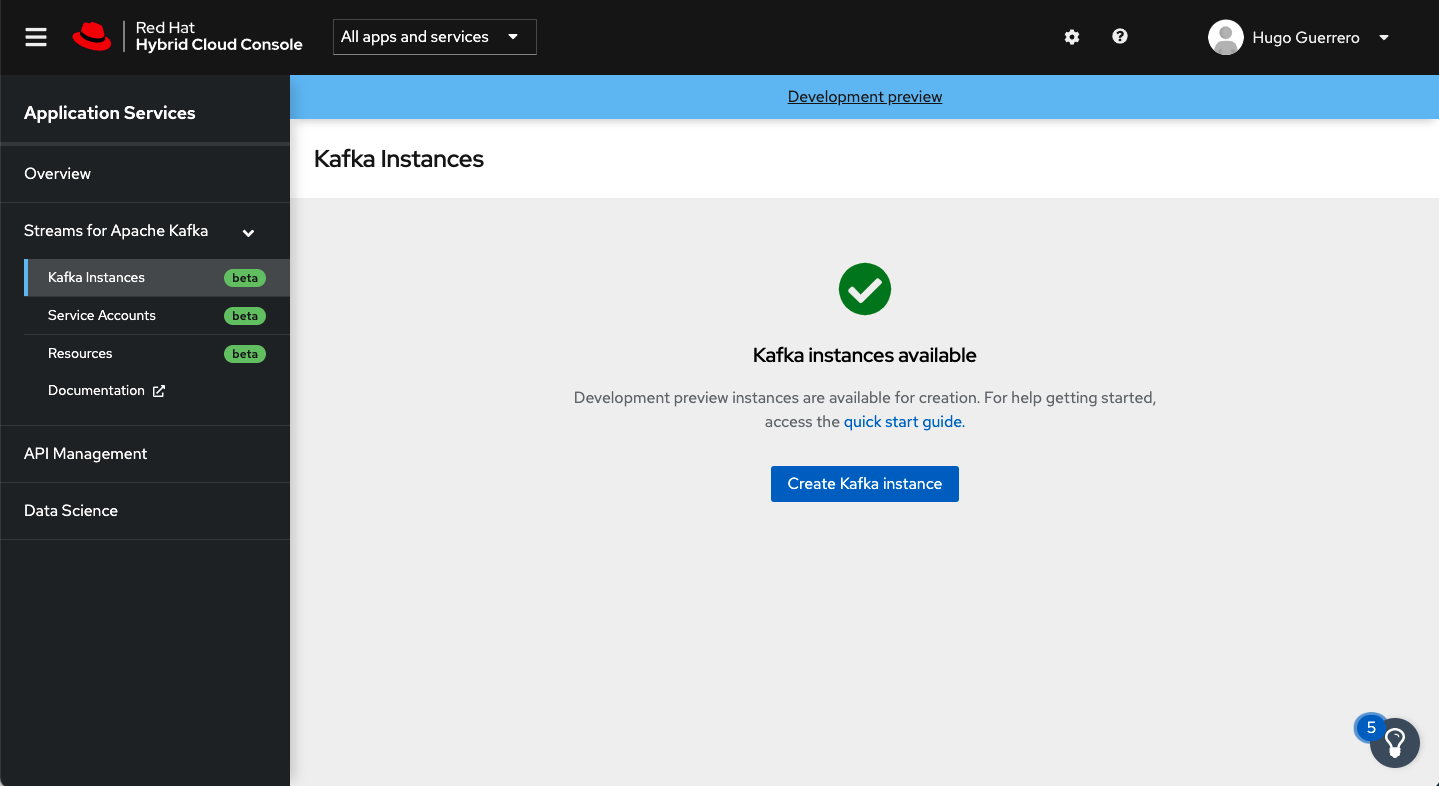 Red Hat
Hybrid Cloud Console
All apps and services
Hugo Guerrero
Application Services
Overview
Streams for Apache Kafka
Kafka Instances beta
Service Accounts beta
Resources beta
Documentation
API Management
Data Science
Development preview
Kafka Instances
Kafka instances available
Development preview instances are available for creation. For help getting started,
access the quick start guide.
Create Kafka instance
5